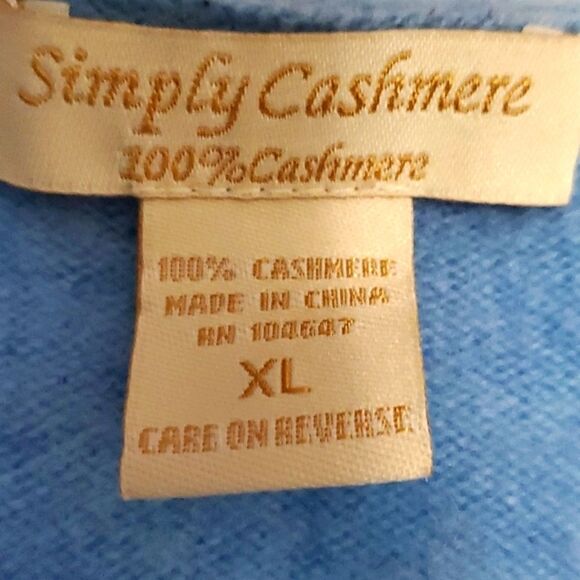 Simply Cashmere
100%Cashmere
100% CASHMERE
MADE IN CHINA
RN 104647
XL
CARE ON REVERSE